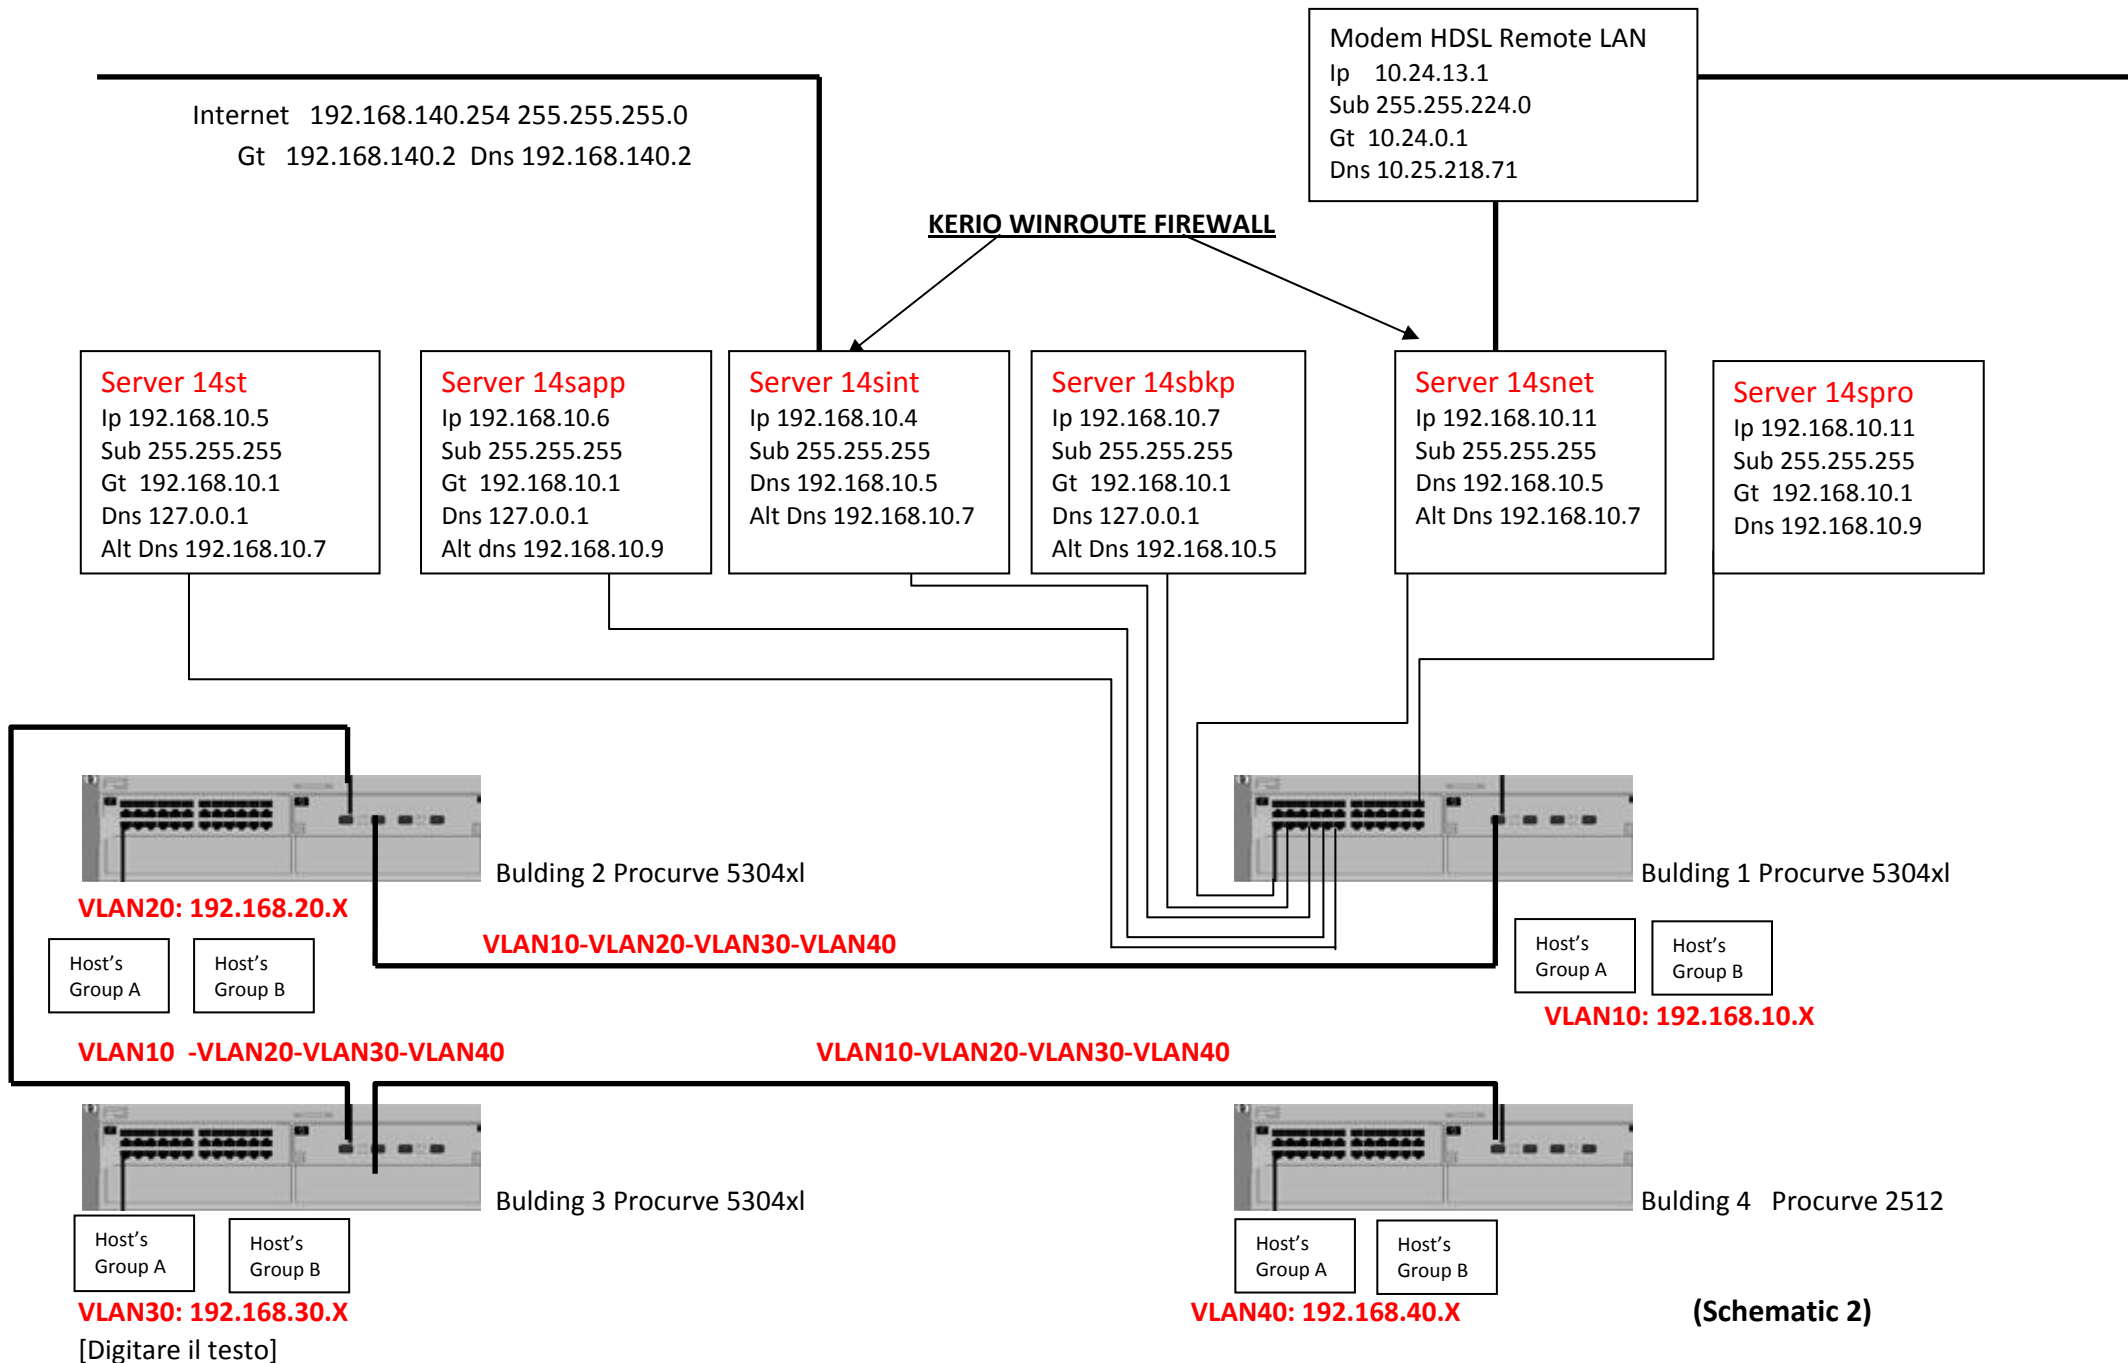 Modem HDSL Remote LAN
Ip 10.24.13.1
Sub 255.255.224.0
Gt 10.24.0.1
Dns 10.25.218.71
Internet 192.168.140.254 255.255.255.0
Gt 192.168.140.2 Dns 192.168.140.2
KERIO WINROUTE FIREWALL
Server 14st
Ip 192.168.10.5
Sub 255.255.255
Gt 192.168.10.1
Dns 127.0.0.1
Alt Dns 192.168.10.7
Server 14sapp
Ip 192.168.10.6
Sub 255.255.255
Gt 192.168.10.1
Dns 127.0.0.1
Alt dns 192.168.10.9
Server 14sint
Ip 192.168.10.4
Sub 255.255.255
Dns 192.168.10.5
Alt Dns 192.168.10.7
Server 14sbkp
Ip 192.168.10.7
Sub 255.255.255
Gt 192.168.10.1
Dns 127.0.0.1
Alt Dns 192.168.10.5
Server 14snet
Ip 192.168.10.11
Sub 255.255.255
Dns 192.168.10.5
Alt Dns 192.168.10.7
Server 14spro
Ip 192.168.10.11
Sub 255.255.255
Gt 192.168.10.1
Dns 192.168.10.9
Bulding 2 Procurve 5304xl
Bulding 1 Procurve 5304xl
VLAN20: 192.168.20.X
Host's
Group A
Host's
Group B
VLAN10-VLAN20-VLAN30-VLAN40
Host's
Group A
Host's
Group B
VLAN10: 192.168.10.X
VLAN10 -VLAN20-VLAN30-VLAN40
VLAN10-VLAN20-VLAN30-VLAN40
Bulding 3 Procurve 5304xl
Bulding 4 Procurve 2512
Host's
Group A
Host's
Group B
Host's
Group A
Host's
Group B
VLAN30: 192.168.30.X
VLAN40: 192.168.40.X
(Schematic 2)
[Digitare il testo]